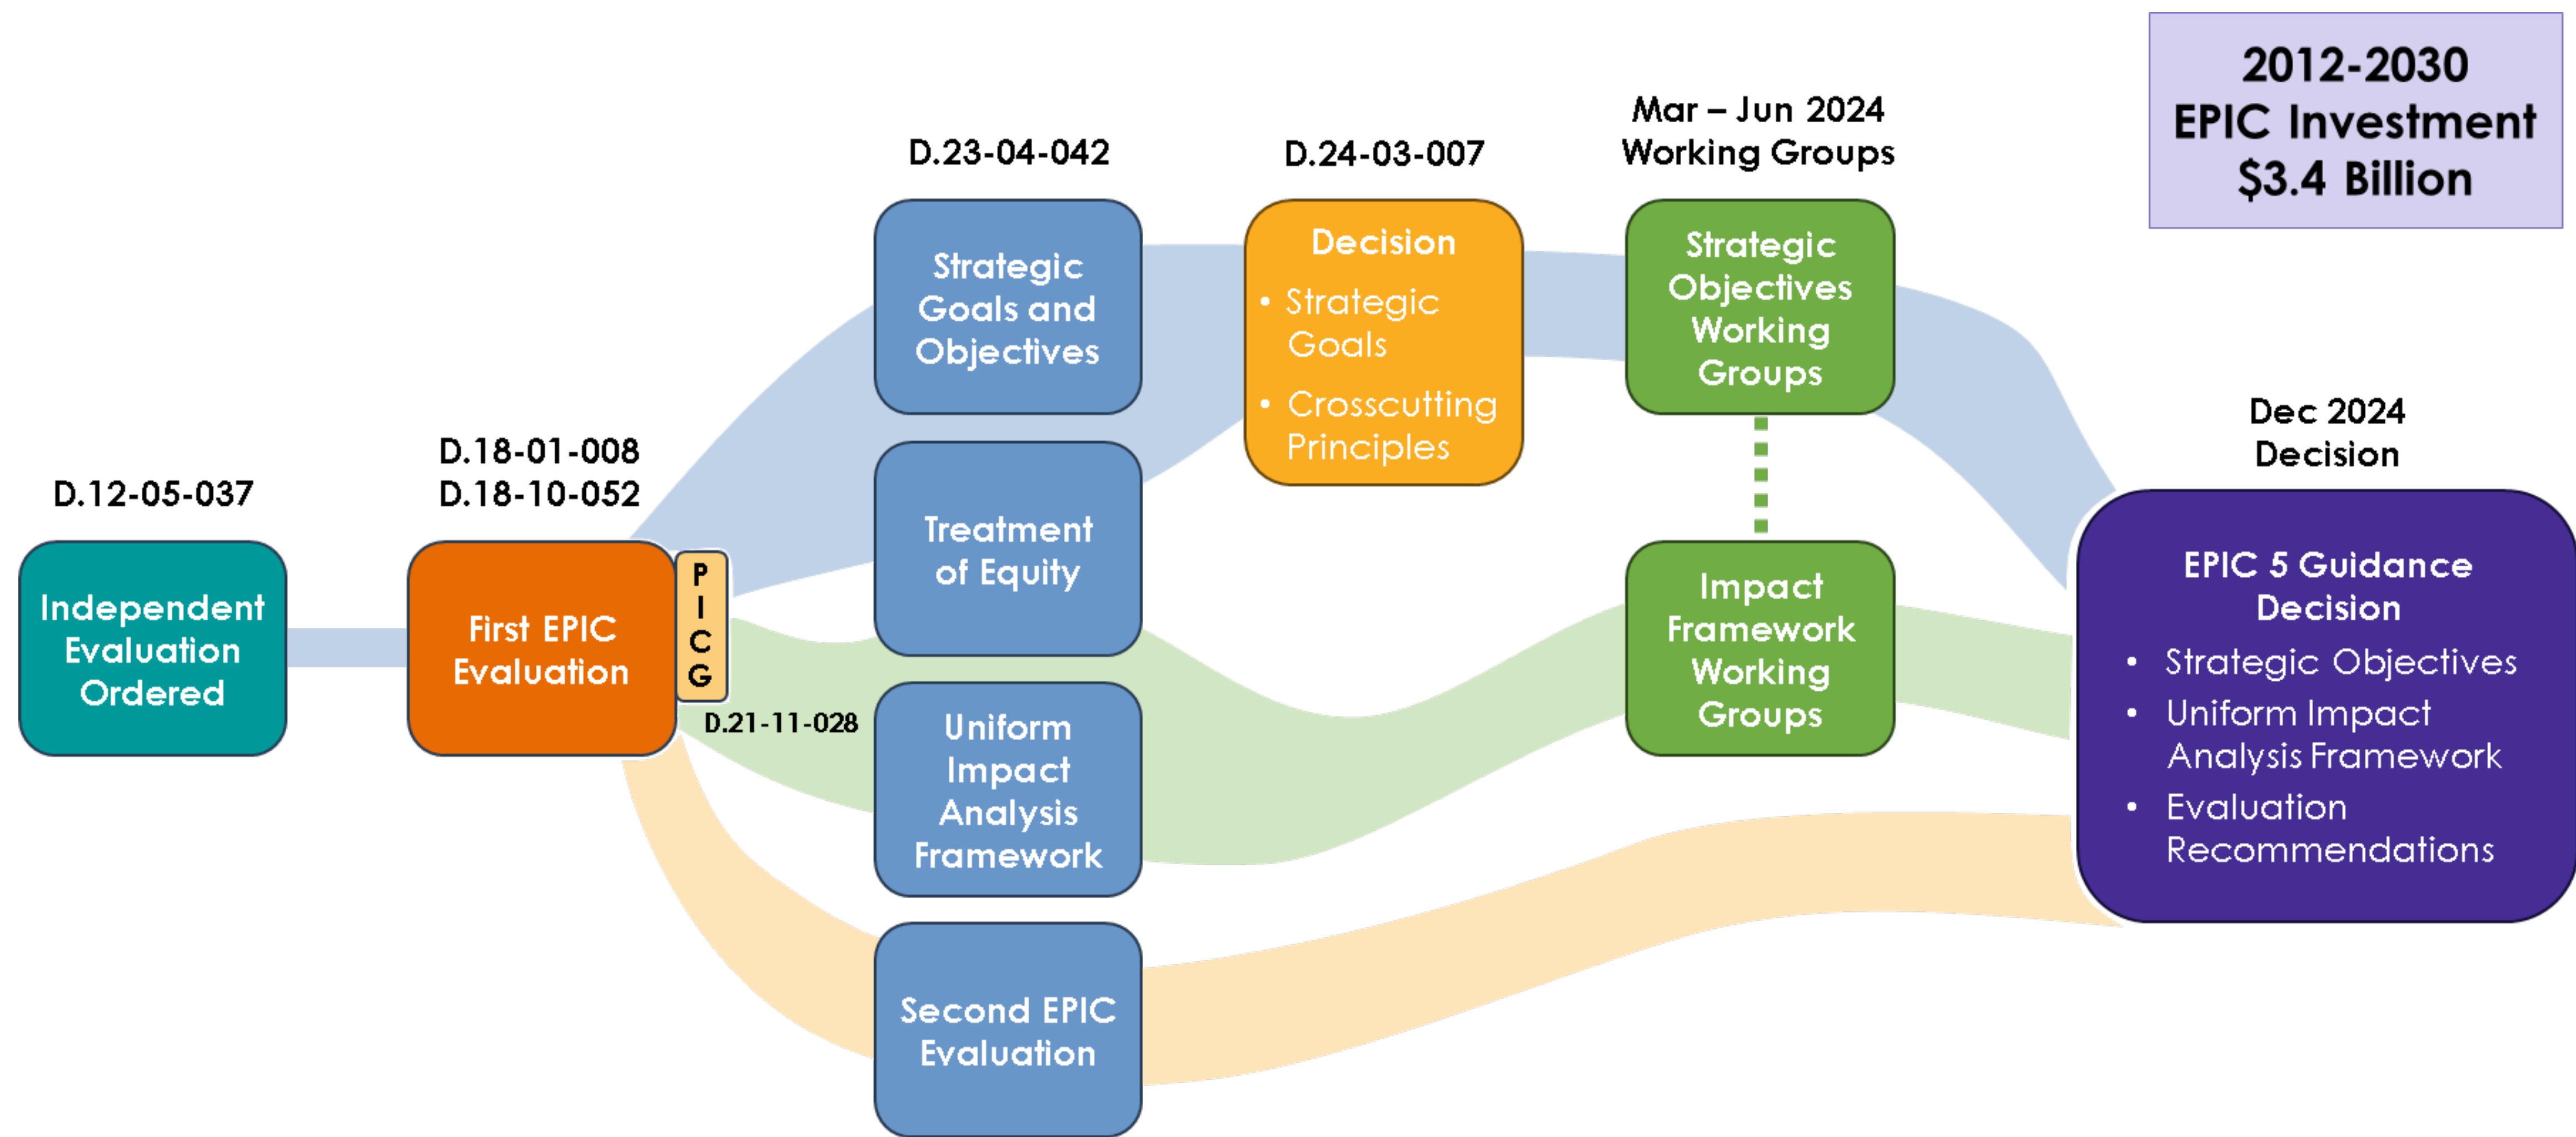 2012-2030
EPIC Investment
$3.4 Billion
D.12-05-037
Independent
Evaluation
Ordered
D.18-01-008
D.18-10-052
First EPIC
Evaluation
P
I
C
G
D.21-11-028
D.23-04-042
Strategic
Goals and
Objectives
Treatment
of Equity
Uniform
Impact
Analysis
Framework
Second EPIC
Evaluation
D.24-03-007
Decision
• Strategic
Goals
• Crosscutting
Principles
Mar – Jun 2024
Working Groups
Strategic
Objectives
Working
Groups
Impact
Framework
Working
Groups
Dec 2024
Decision
EPIC 5 Guidance
Decision
• Strategic Objectives
• Uniform Impact
Analysis Framework
• Evaluation
Recommendations